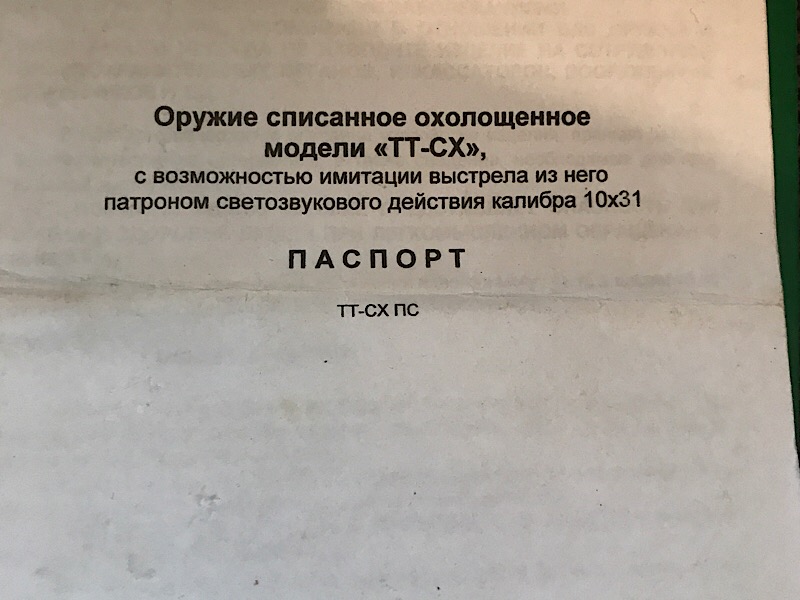 Оружие списанное охолощенное
модели «ТТ-СХ»,
с возможностью имитации выстрела из него
патроном светозвукового действия калибра 10х31
ПАСПОРТ
ТТ-СХ ПС